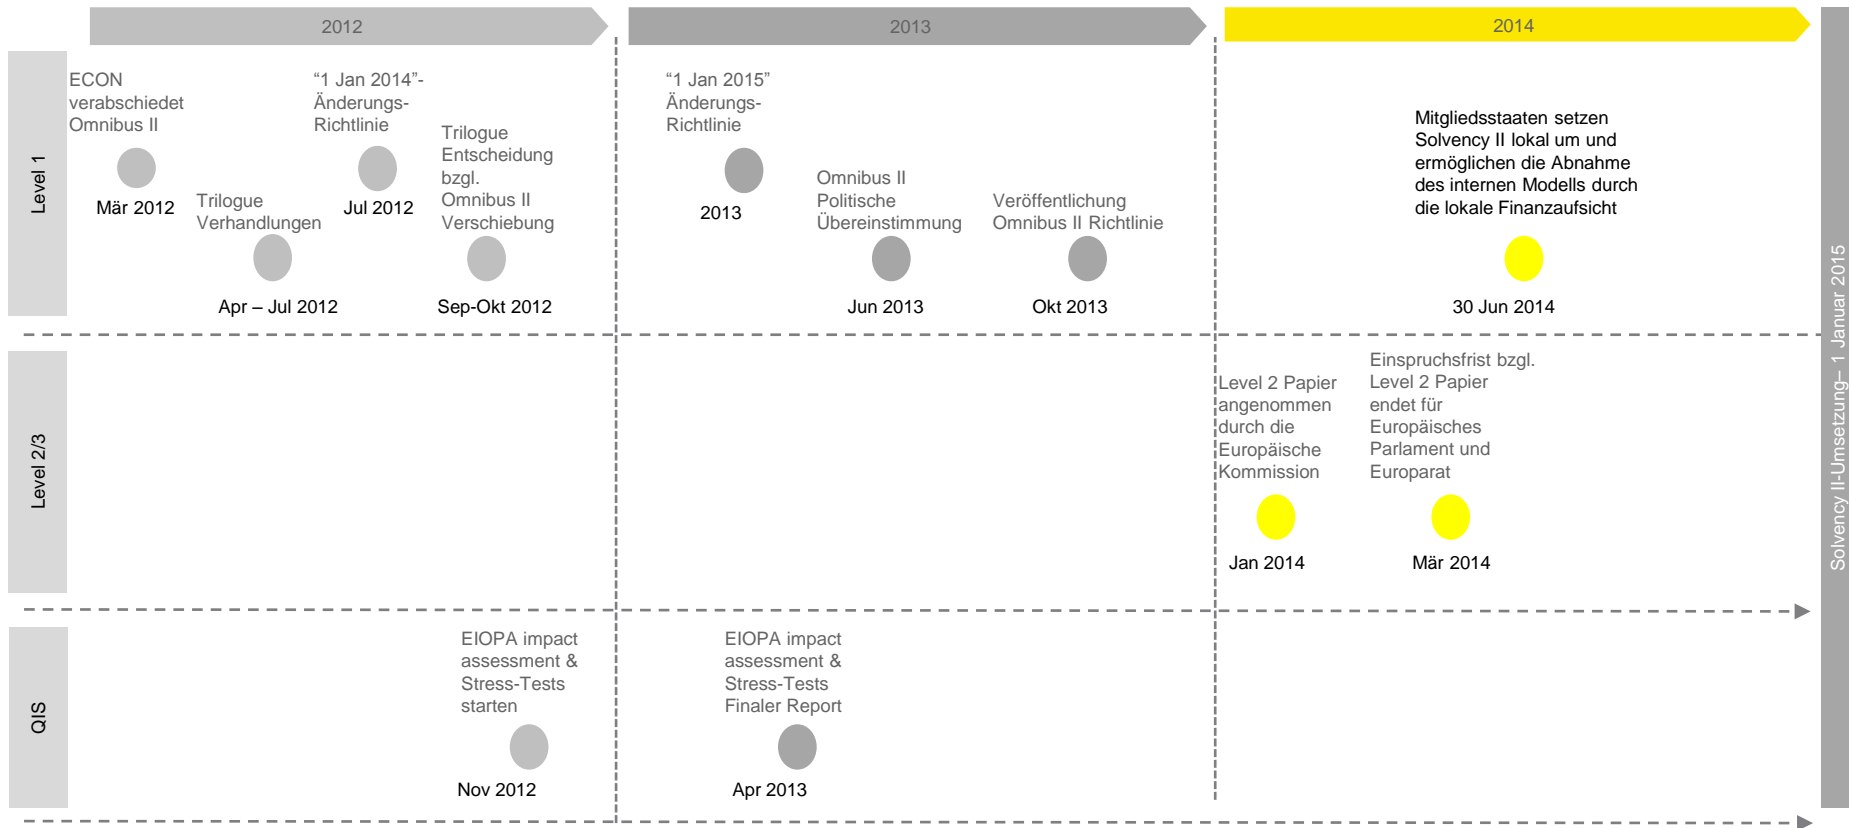 2012
2013
2014
Level 1
ECON
verabschiedet
Omnibus II
Mär 2012
Trilogue
Verhandlungen
Apr – Jul 2012
“1 Jan 2014”-
Änderungs-
Richtlinie
Jul 2012
Trilogue
Entscheidung
bzgl.
Omnibus II
Verschiebung
Sep-Okt 2012
“1 Jan 2015”
Änderungs-
Richtlinie
2013
Omnibus II
Politische
Übereinstimmung
Jun 2013
Veröffentlichung
Omnibus II Richtlinie
Okt 2013
Mitgliedsstaaten setzen
Solvency II lokal um und
ermöglichen die Abnahme
des internen Modells durch
die lokale Finanzaufsicht
30 Jun 2014
Level 2/3
Level 2 Papier
angenommen
durch die
Europäische
Kommission
Jan 2014
Einspruchsfrist bzgl.
Level 2 Papier
endet für
Europäisches
Parlament und
Europarat
Mär 2014
QIS
EIOPA impact
assessment &
Stress-Tests
starten
Nov 2012
EIOPA impact
assessment &
Stress-Tests
Finaler Report
Apr 2013
Solvency II-Umsetzung– 1 Januar 2015